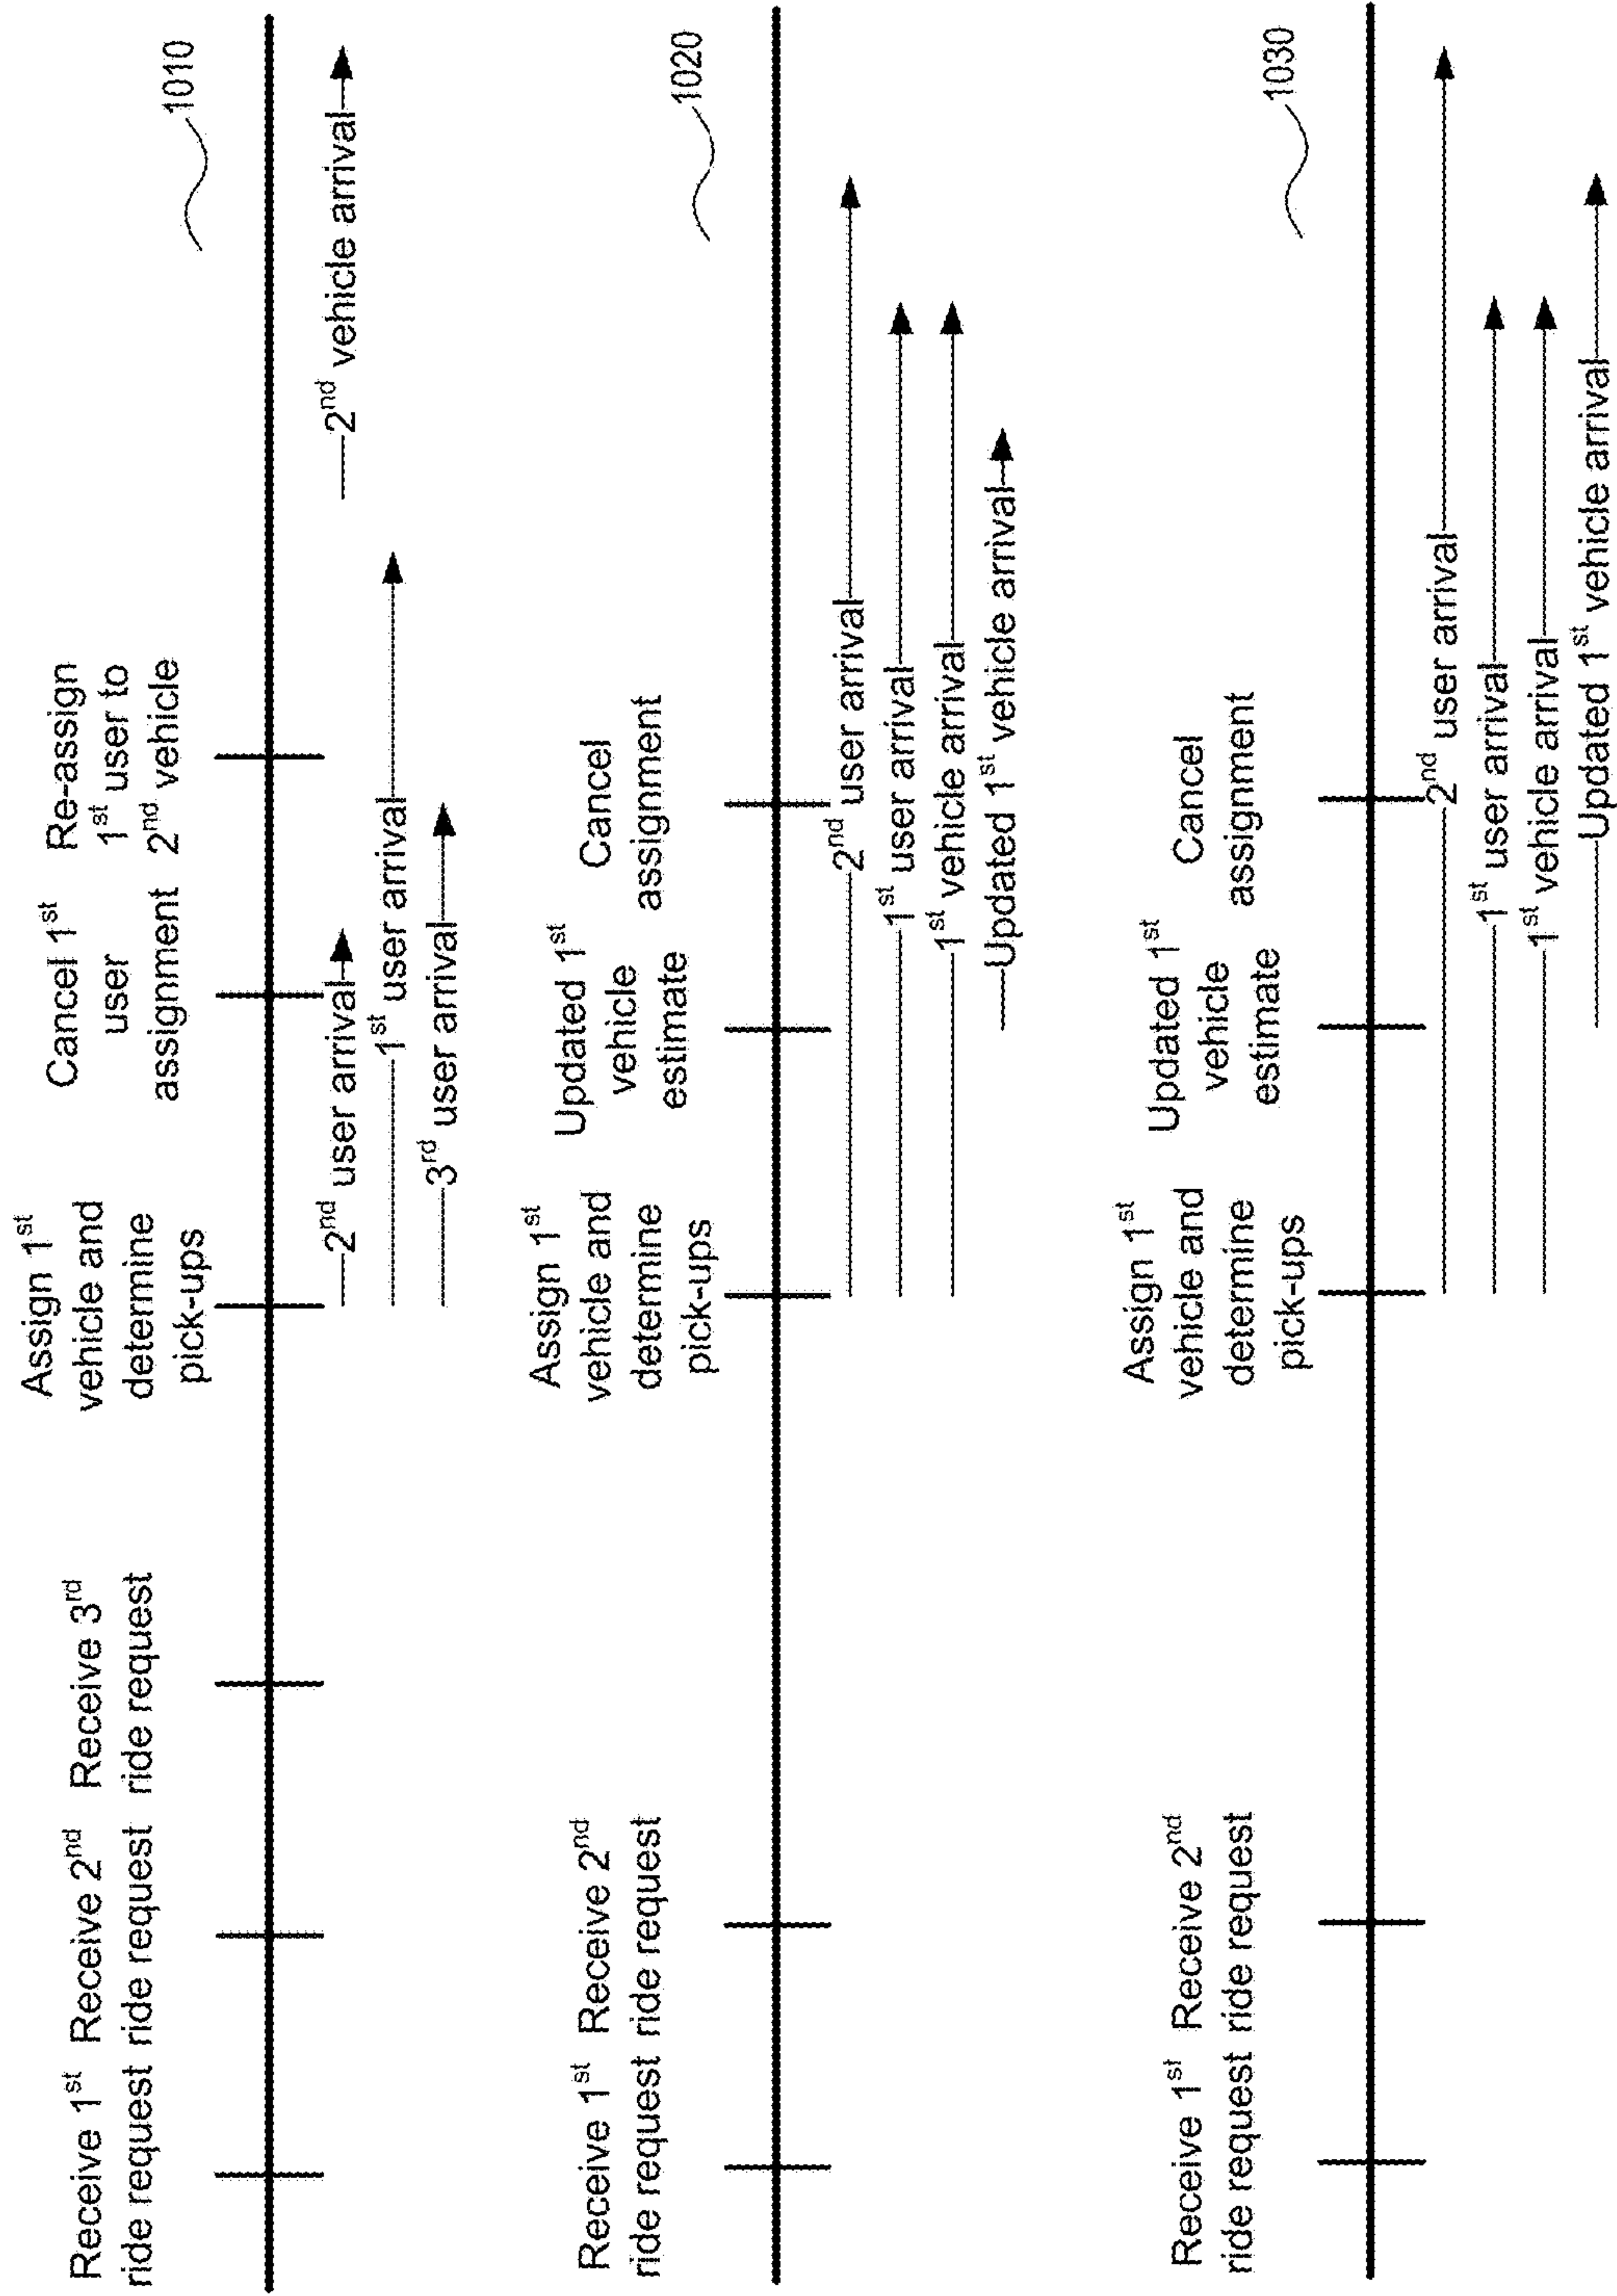 Receive 1st
ride request
Receive 2nd
ride request
Receive 3rd
ride request
Assign 1st
vehicle and
determine
pick-ups
Cancel 1st
user
assignment
Re-assign
1st user to
2nd vehicle
1010
2nd user arrival
2nd vehicle arrival
1st user arrival
3rd user arrival
Receive 1st
ride request
Receive 2nd
ride request
Assign 1st
vehicle and
determine
pick-ups
Updated 1st
vehicle
estimate
Cancel
assignment
1020
2nd user arrival
1st user arrival
1st vehicle arrival
Updated 1st vehicle arrival
Receive 1st
ride request
Receive 2nd
ride request
Assign 1st
vehicle and
determine
pick-ups
Updated 1st
vehicle
estimate
Cancel
assignment
1030
2nd user arrival
1st user arrival
1st vehicle arrival
Updated 1st vehicle arrival